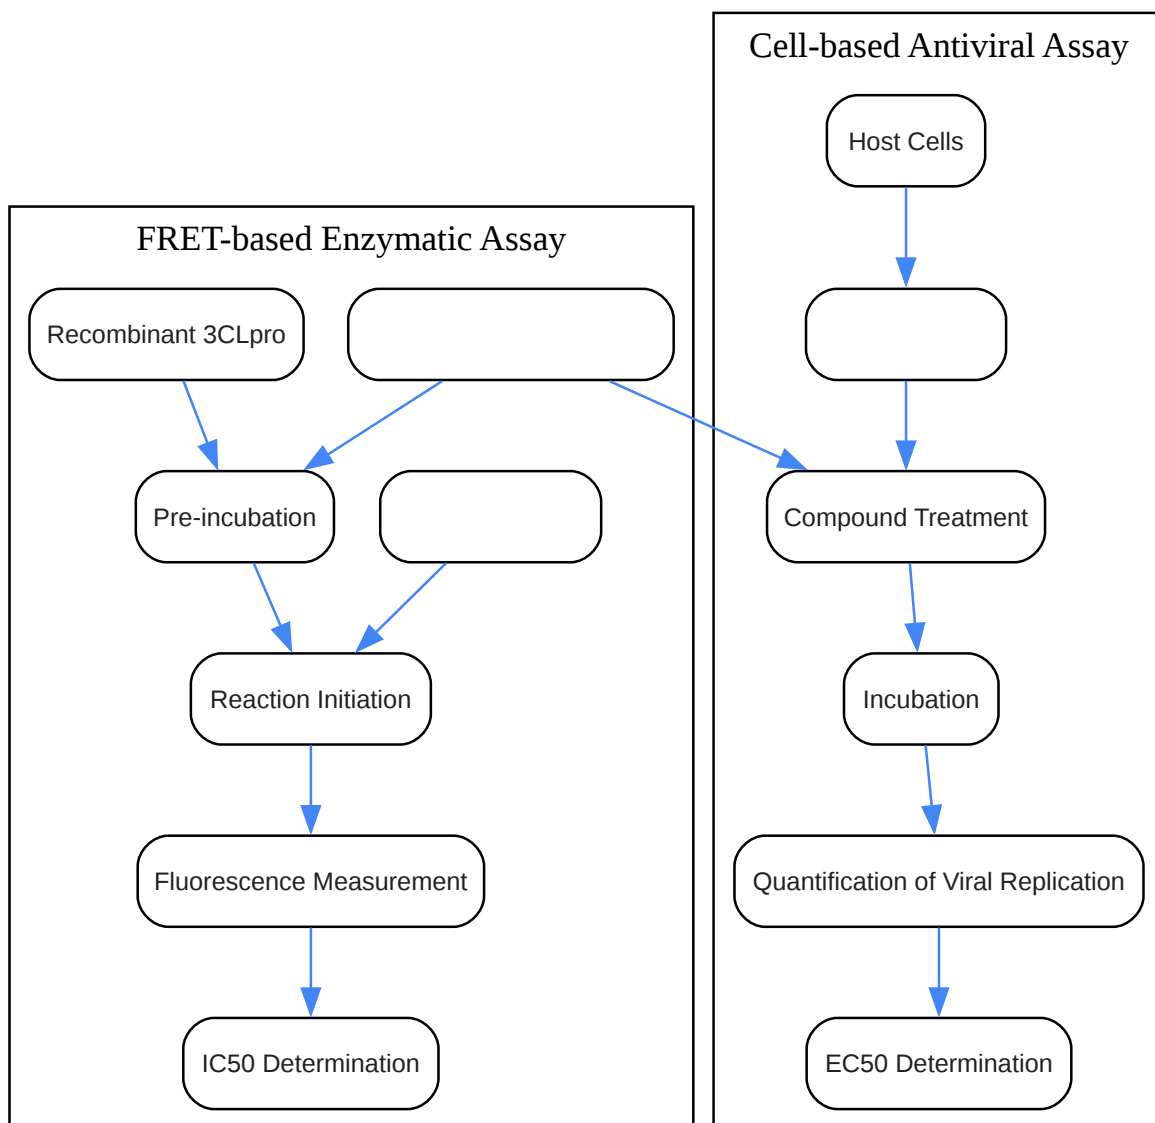 Cell-based Antiviral Assay
Host Cells
FRET-based Enzymatic Assay
Recombinant 3CLpro
Pre-incubation
Compound Treatment
Reaction Initiation
Incubation
Fluorescence Measurement
Quantification of Viral Replication
IC50 Determination
EC50 Determination